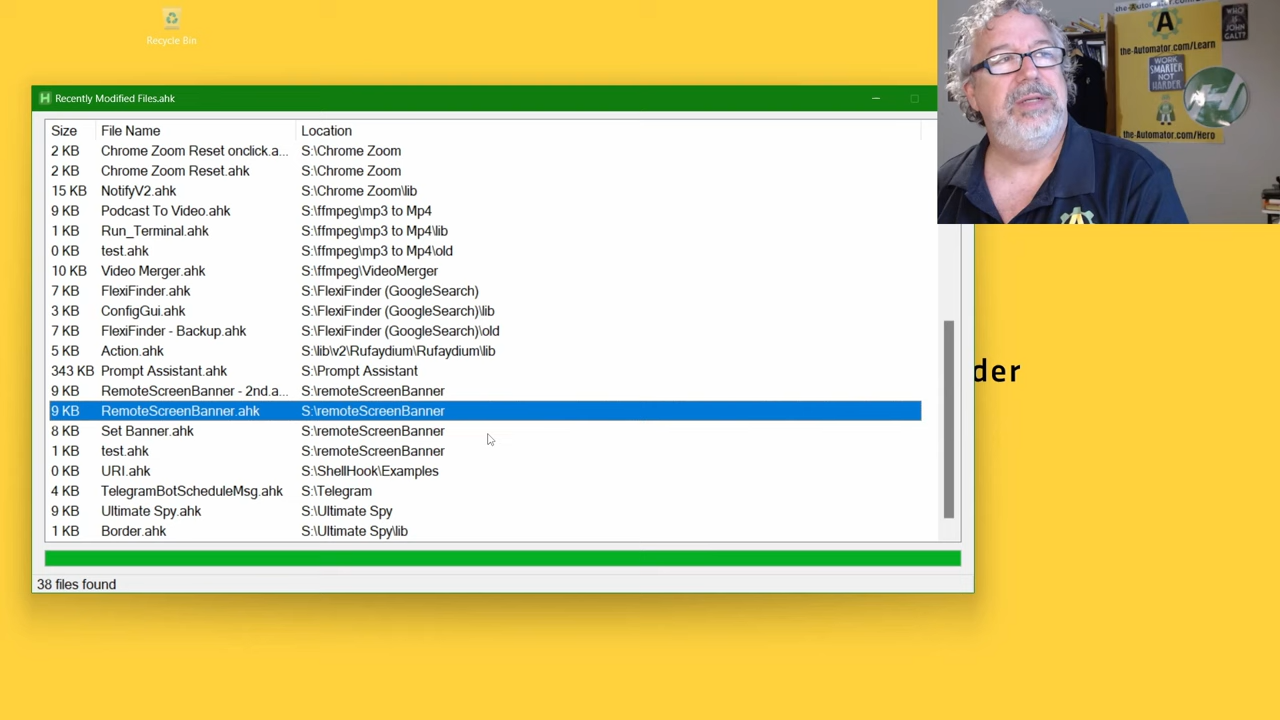 Recycle Bin
WHO IS JOHN GALT?
the-Automator.com/Learn
WORK SMARTER NOT HARDER
the-Automator.com/Hero
Recently Modified Files.ahk
Size File Name Location
2 KB Chrome Zoom Reset onclick.a... S:\Chrome Zoom
2 KB Chrome Zoom Reset.ahk S:\Chrome Zoom
15 KB NotifyV2.ahk S:\Chrome Zoom\lib
9 KB Podcast To Video.ahk S:\ffmpeg\mp3 to Mp4
1 KB Run_Terminal.ahk S:\ffmpeg\mp3 to Mp4\lib
0 KB test.ahk S:\ffmpeg\mp3 to Mp4\old
10 KB Video Merger.ahk S:\ffmpeg\VideoMerger
7 KB FlexiFinder.ahk S:\FlexiFinder (GoogleSearch)
3 KB ConfigGui.ahk S:\FlexiFinder (GoogleSearch)\lib
7 KB FlexiFinder - Backup.ahk S:\FlexiFinder (GoogleSearch)\old
5 KB Action.ahk S:\lib\v2\Rufaydium\Rufaydium\lib
343 KB Prompt Assistant.ahk S:\Prompt Assistant
9 KB RemoteScreenBanner - 2nd.a... S:\remoteScreenBanner
9 KB RemoteScreenBanner.ahk S:\remoteScreenBanner
8 KB Set Banner.ahk S:\remoteScreenBanner
1 KB test.ahk S:\remoteScreenBanner
0 KB URI.ahk S:\ShellHook\Examples
4 KB TelegramBotScheduleMsg.ahk S:\Telegram
9 KB Ultimate Spy.ahk S:\Ultimate Spy
1 KB Border.ahk S:\Ultimate Spy\lib
38 files found
der